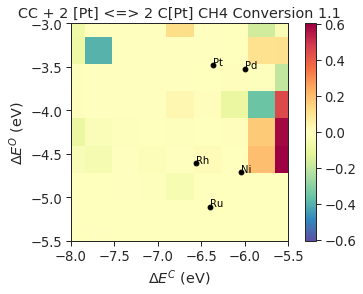 CC + 2 [Pt] <=> 2 C[Pt] CH4 Conversion 1.1
−3.0
−3.5
−4.0
−4.5
−5.0
−5.5
ΔE^O (eV)
Pt
Pd
Rh
Ni
Ru
−8.0 −7.5 −7.0 −6.5 −6.0 −5.5
ΔE^C (eV)
0.6
0.4
0.2
0.0
−0.2
−0.4
−0.6